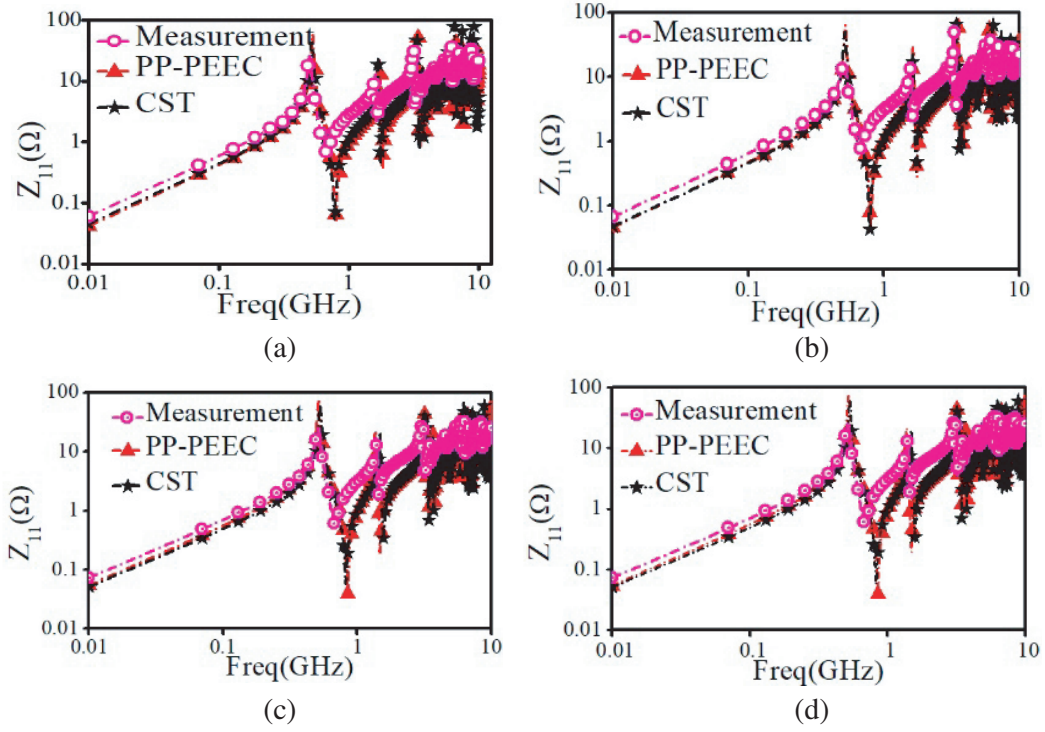 100
Measurement
PP-PEEC
CST
10
1
0.1
0.01
Z11(Ω)
0.01
0.1
1
10
Freq(GHz)
(a)
100
Measurement
PP-PEEC
CST
10
1
0.1
0.01
Z11(Ω)
0.01
0.1
1
10
Freq(GHz)
(b)
100
Measurement
PP-PEEC
CST
10
1
0.1
0.01
Z11(Ω)
0.01
0.1
1
10
Freq(GHz)
(c)
100
Measurement
PP-PEEC
CST
10
1
0.1
0.01
Z11(Ω)
0.01
0.1
1
10
Freq(GHz)
(d)